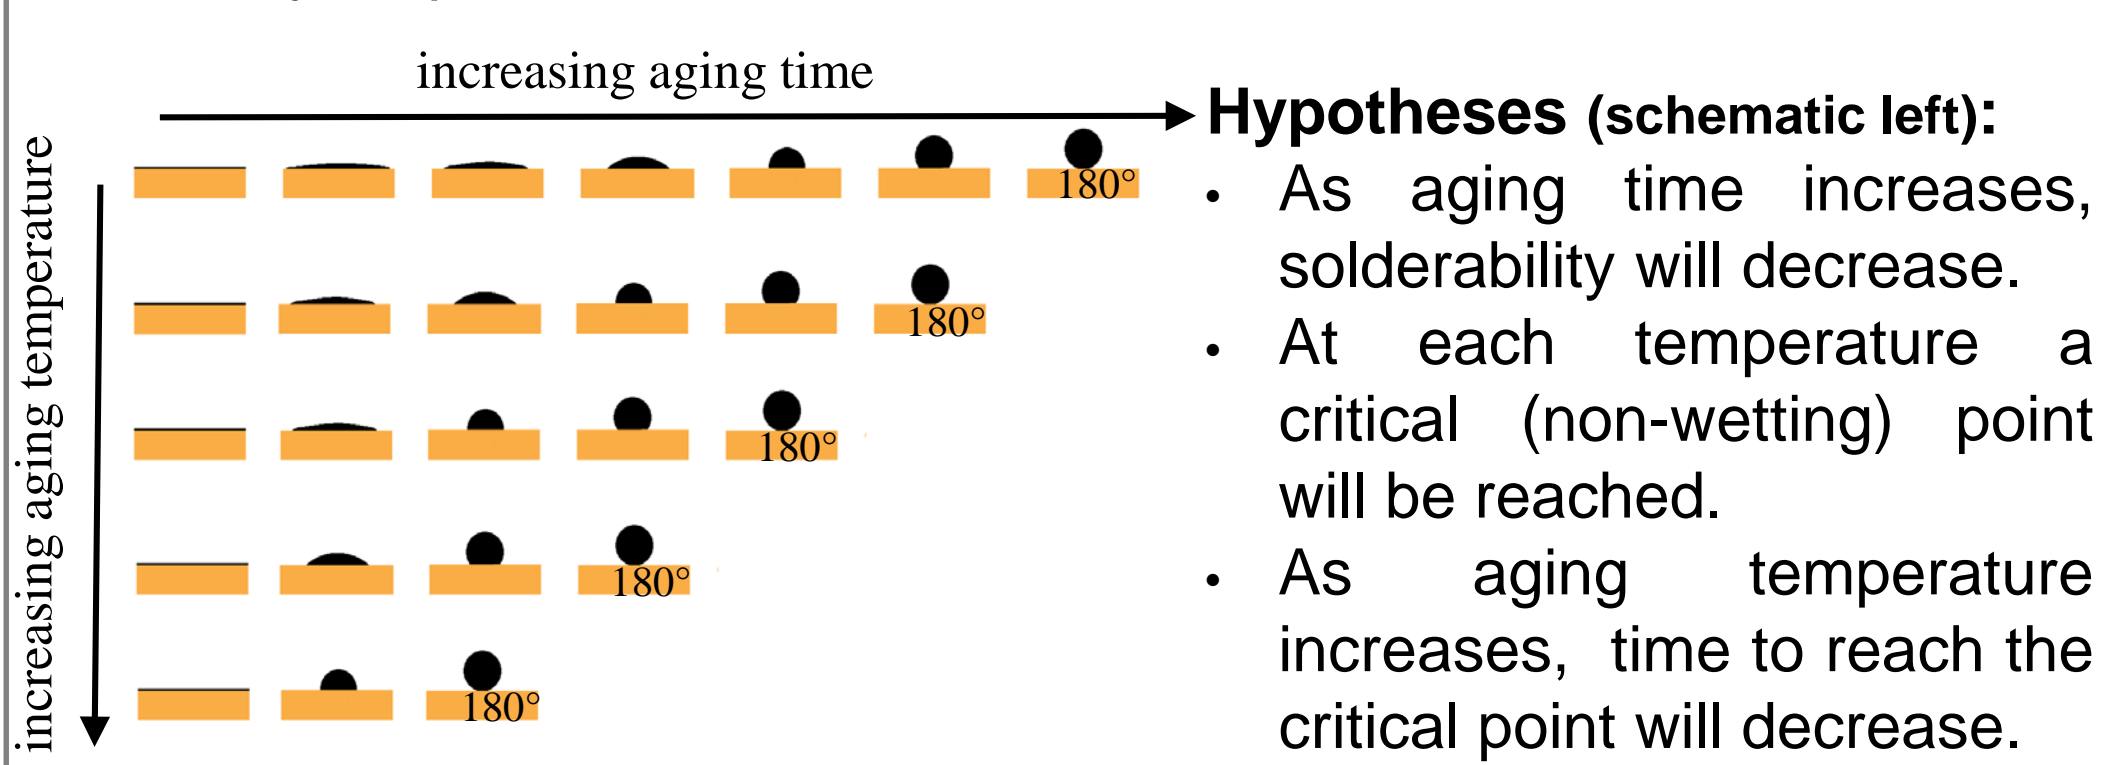 increasing aging time
increasing aging temperature
180°
180°
180°
180°
180°
Hypotheses (schematic left):
• As aging time increases,
solderability will decrease.
• At each temperature a
critical (non-wetting) point
will be reached.
• As aging temperature
increases, time to reach the
critical point will decrease.